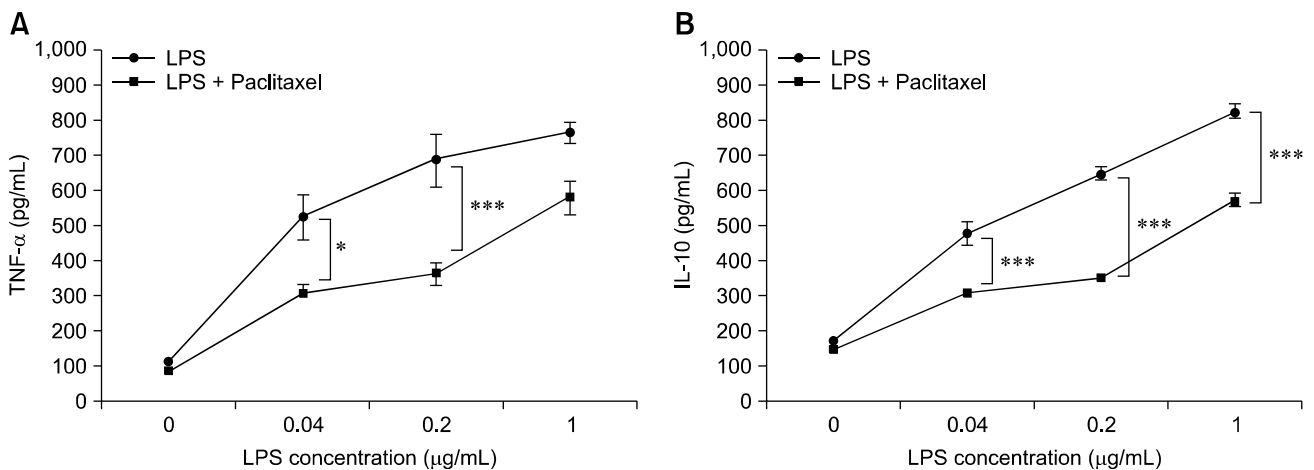 A
1,000
900
800
700
600
500
400
300
200
100
0
TNF-α (pg/mL)
LPS
LPS + Paclitaxel
*
***
0 0.04 0.2 1
LPS concentration (μg/mL)
B
1,000
900
800
700
600
500
400
300
200
100
0
IL-10 (pg/mL)
LPS
LPS + Paclitaxel
***
***
***
0 0.04 0.2 1
LPS concentration (μg/mL)